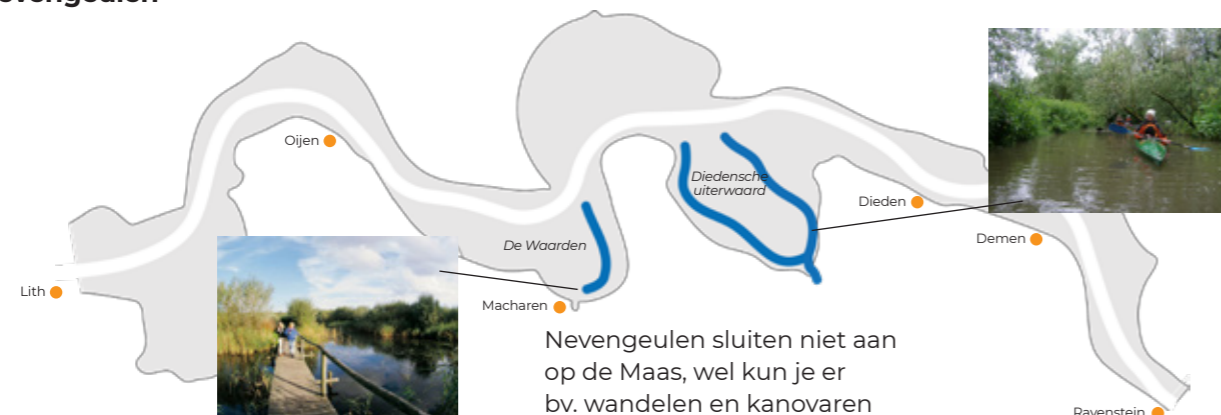 Oijen
Diedensche
uiterwaard
Dieden
De Waarden
Demen
Lith
Macharen
Nevengeulen sluiten niet aan
op de Maas, wel kun je er
bv. wandelen en kanovaren
Ravenstein